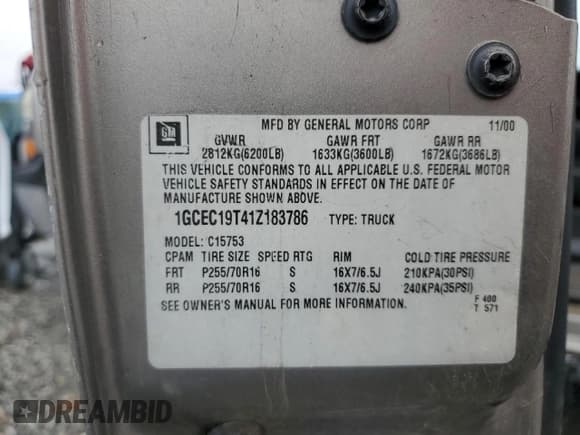 GM
MFD BY GENERAL MOTORS CORP 11/00
GVWR GAWR FRT GAWR RR
2812KG(6200LB) 1633KG(3600LB) 1672KG(3686LB)
THIS VEHICLE CONFORMS TO ALL APPLICABLE U.S. FEDERAL MOTOR
VEHICLE SAFETY STANDARDS IN EFFECT ON THE DATE OF
MANUFACTURE SHOWN ABOVE.
1GCEC19T41Z183786 TYPE: TRUCK
MODEL: C15753
CPAM TIRE SIZE SPEED RTG RIM COLD TIRE PRESSURE
FRT P255/70R16 S 16X7/6.5J 210KPA(30PSI)
RR P255/70R16 S 16X7/6.5J 240KPA(35PSI)
SEE OWNER'S MANUAL FOR MORE INFORMATION.
F 400
T 571
DREAMBID